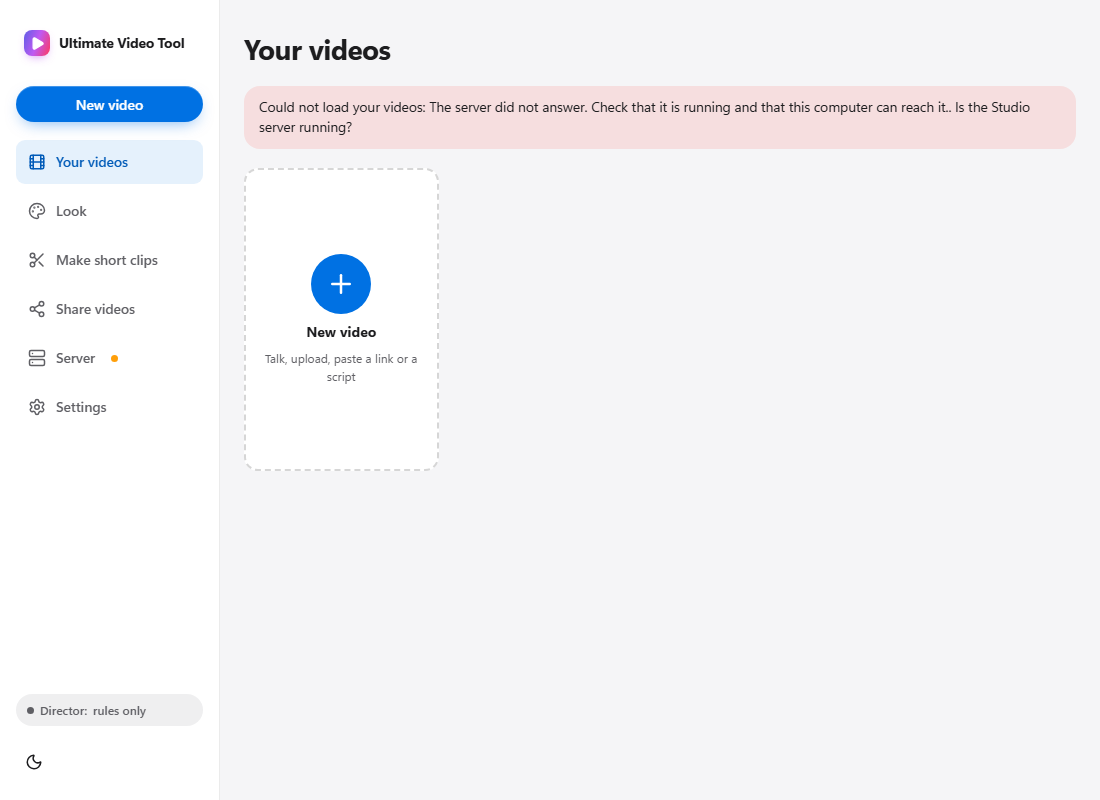 Ultimate Video Tool
New video
Your videos
Look
Make short clips
Share videos
Server
Settings
Director: rules only
Your videos
Could not load your videos: The server did not answer. Check that it is running and that this computer can reach it.. Is the Studio
server running?
New video
Talk, upload, paste a link or a
script